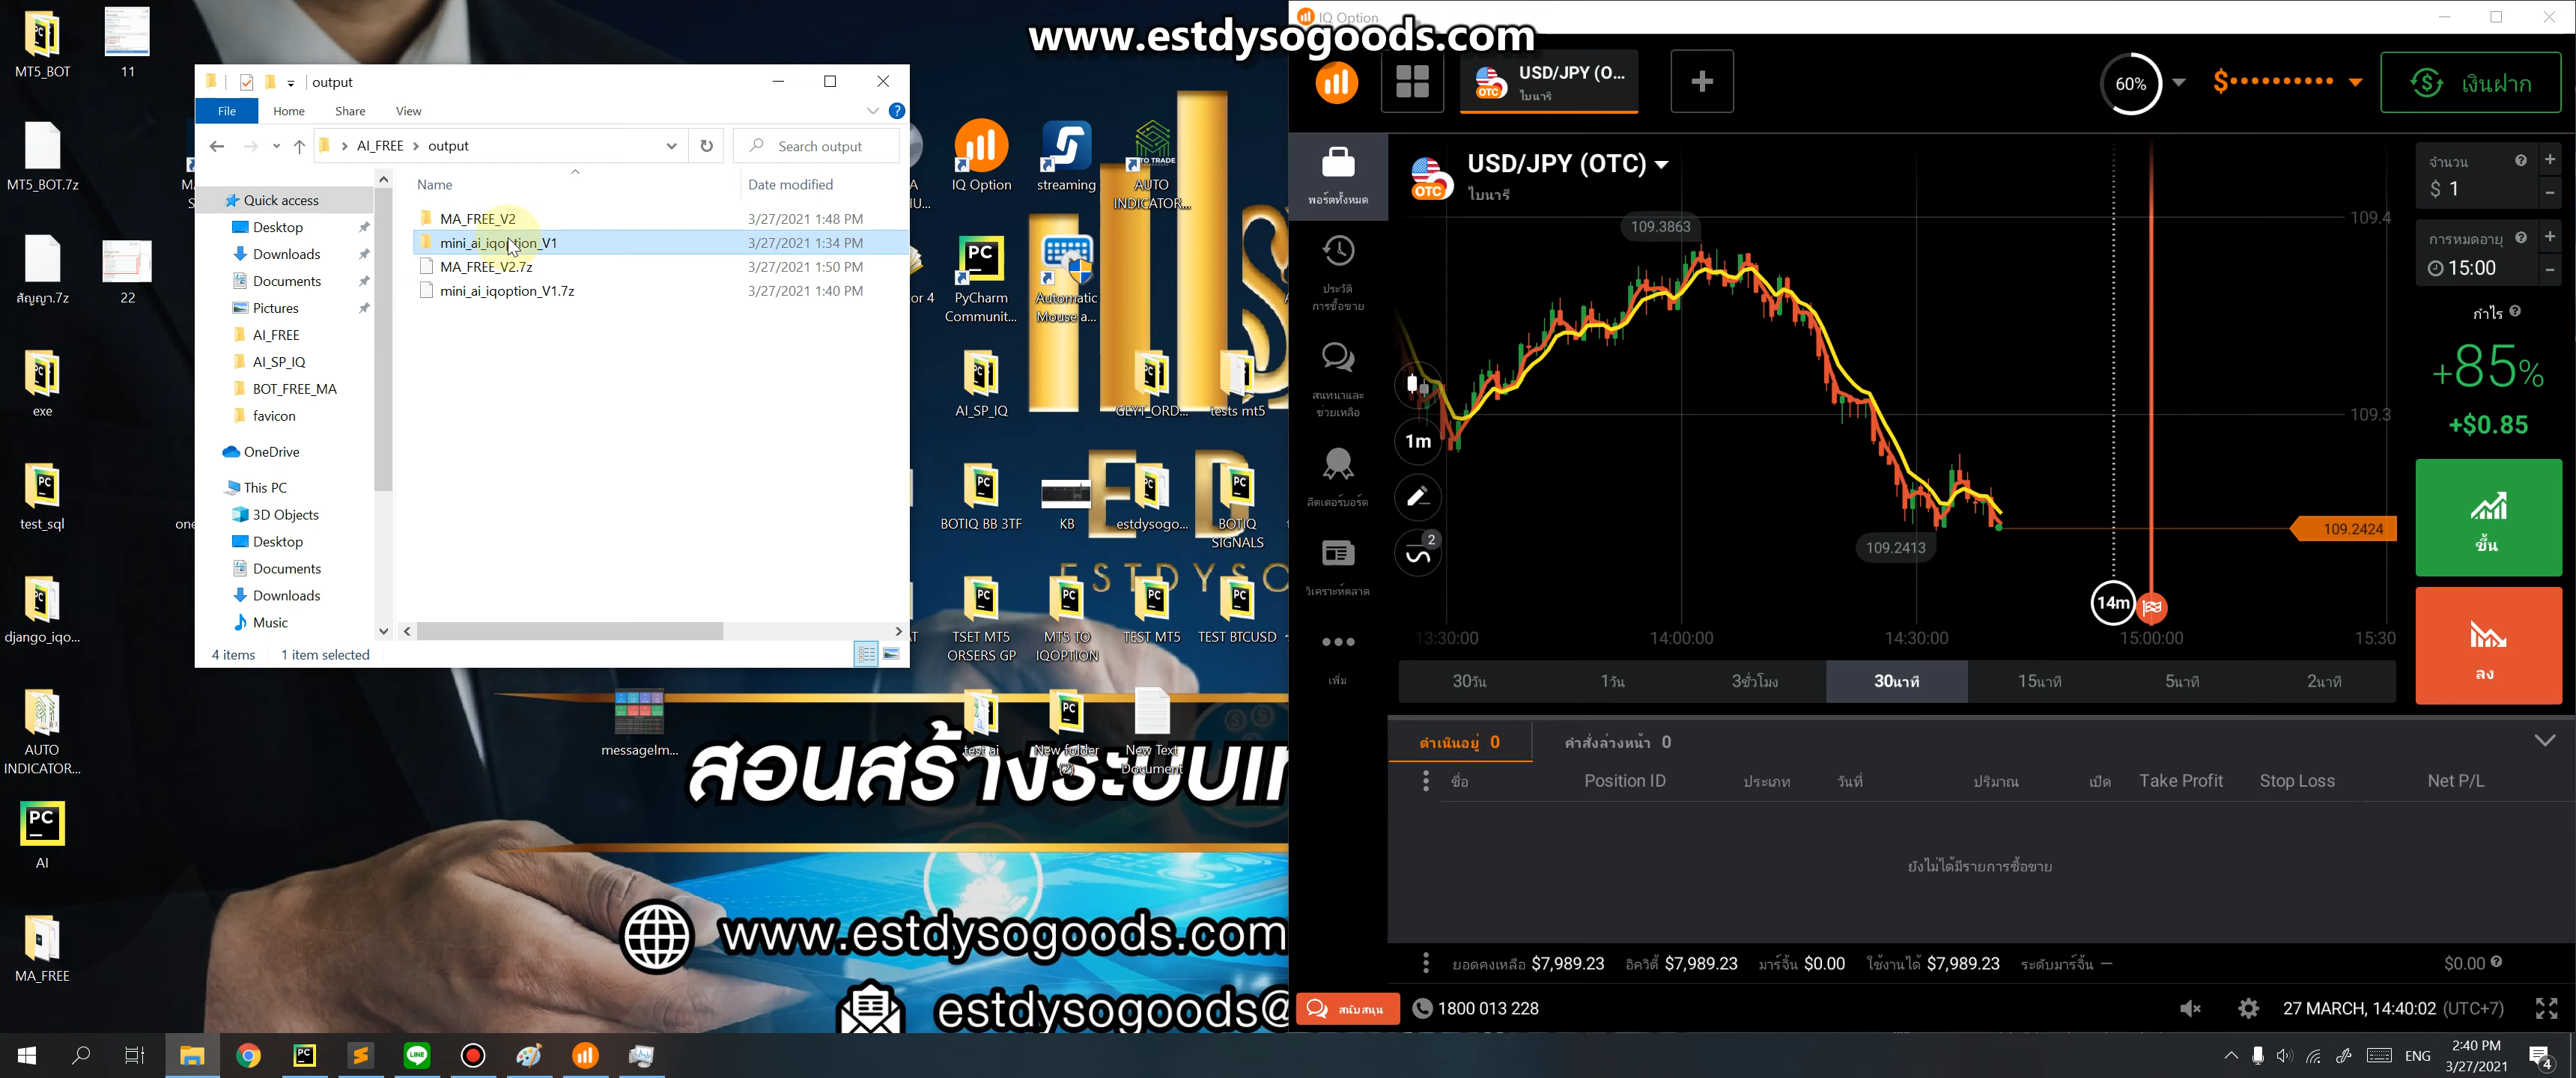 www.estdysogoods.com
MT5_BOT
11
MT5_BOT.7z
สัญญา.7z
22
exe
test_sql
django_iqo...
AUTO
INDICATOR...
AI
MA_FREE
output
File
Home
Share
View
AI_FREE
output
Search output
Name
Date modified
Quick access
Desktop
Downloads
Documents
Pictures
AI_FREE
AI_SP_IQ
BOT_FREE_MA
favicon
OneDrive
This PC
3D Objects
Desktop
Documents
Downloads
Music
MA_FREE_V2
3/27/2021 1:48 PM
mini_ai_iqoption_V1
3/27/2021 1:34 PM
MA_FREE_V2.7z
3/27/2021 1:50 PM
mini_ai_iqoption_V1.7z
3/27/2021 1:40 PM
4 items
1 item selected
IQ Option
streaming
AUTO
INDICATOR...
or 4
PyCharm
Communit...
Automatic
Mouse a...
AI_SP_IQ
GEYT_ORD...
tests mt5
BOTIQ BB 3TF
KB
estdysogo...
BOTIQ
SIGNALS
TSET MT5
ORSERS GP
MT5 TO
IQOPTION
TEST MT5
TEST BTCUSD
messageIm...
test ai
New folder
(2)
New Text
Document
ESTDYSO
สอนสร้างระบบเท
www.estdysogoods.com
estdysogoods@
IQ Option
USD/JPY (O...
ไบนารี
60%
เงินฝาก
USD/JPY (OTC)
ไบนารี
พอร์ตทั้งหมด
ประวัติ
การซื้อขาย
สนทนาและ
ช่วยเหลือ
ลีดเดอร์บอร์ด
วิเคราะห์ตลาด
เพิ่ม
1m
2
109.3863
109.2413
109.4
109.3
109.2424
14m
13:30:00
14:00:00
14:30:00
15:00:00
15:30
30วัน
1วัน
3ชั่วโมง
30นาที
15นาที
5นาที
2นาที
จำนวน
$ 1
การหมดอายุ
15:00
กำไร
+85%
+$0.85
ขึ้น
ลง
ดำเนินอยู่ 0
คำสั่งล่วงหน้า 0
ชื่อ
Position ID
ประเภท
วันที่
ปริมาณ
เปิด
Take Profit
Stop Loss
Net P/L
ยังไม่ได้มีรายการซื้อขาย
ยอดคงเหลือ $7,989.23
อิควิตี้ $7,989.23
มาร์จิ้น $0.00
ใช้งานได้ $7,989.23
ระดับมาร์จิ้น —
$0.00
สนับสนุน
1800 013 228
27 MARCH, 14:40:02 (UTC+7)
ENG
2:40 PM
3/27/2021
4